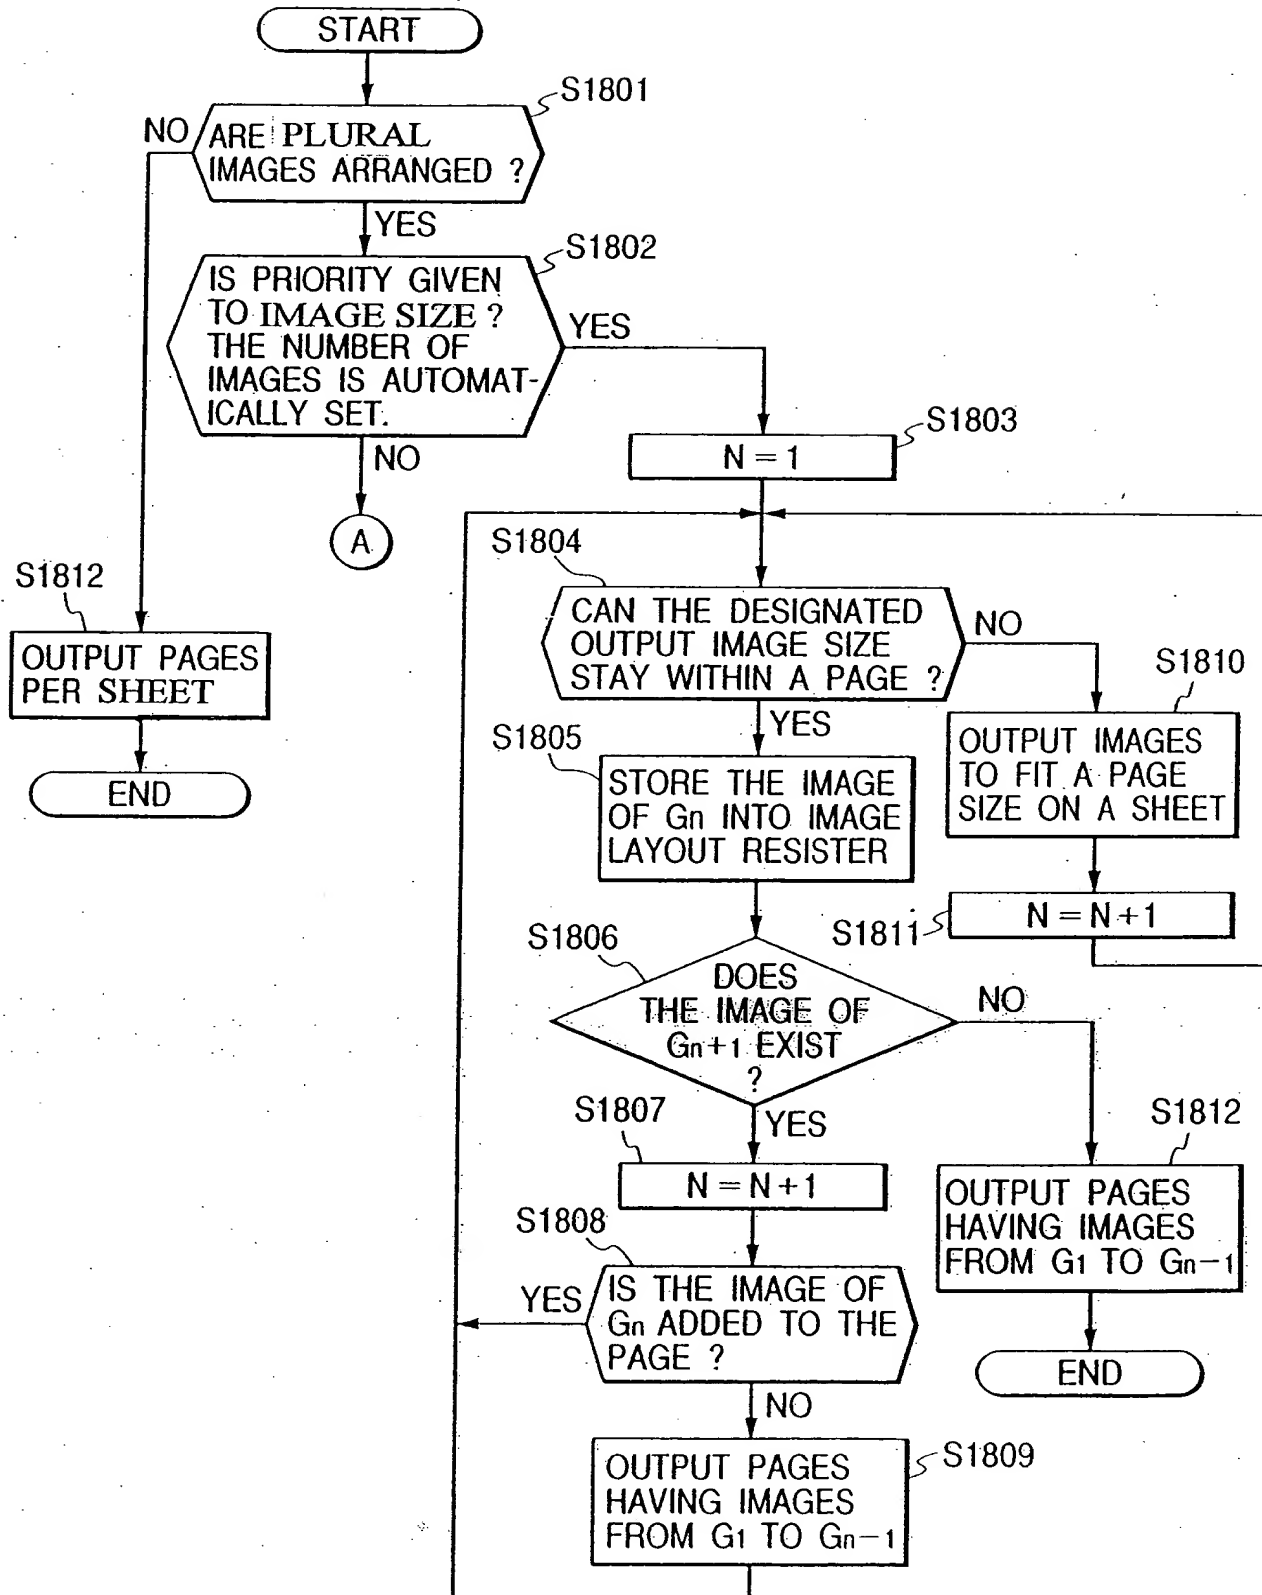 START
S1801
NO
ARE PLURAL
IMAGES ARRANGED ?
YES
S1802
IS PRIORITY GIVEN
TO IMAGE SIZE ?
THE NUMBER OF
IMAGES IS AUTOMAT-
ICALLY SET.
YES
NO
A
S1803
N = 1
S1812
OUTPUT PAGES
PER SHEET
END
S1804
CAN THE DESIGNATED
OUTPUT IMAGE SIZE
STAY WITHIN A PAGE ?
NO
YES
S1810
OUTPUT IMAGES
TO FIT A PAGE
SIZE ON A SHEET
S1805
STORE THE IMAGE
OF Gn INTO IMAGE
LAYOUT RESISTER
S1811
N = N+1
S1806
DOES
THE IMAGE OF
Gn+1 EXIST
?
NO
YES
S1807
N = N+1
S1812
OUTPUT PAGES
HAVING IMAGES
FROM G1 TO Gn-1
END
S1808
YES
IS THE IMAGE OF
Gn ADDED TO THE
PAGE ?
NO
S1809
OUTPUT PAGES
HAVING IMAGES
FROM G1 TO Gn-1